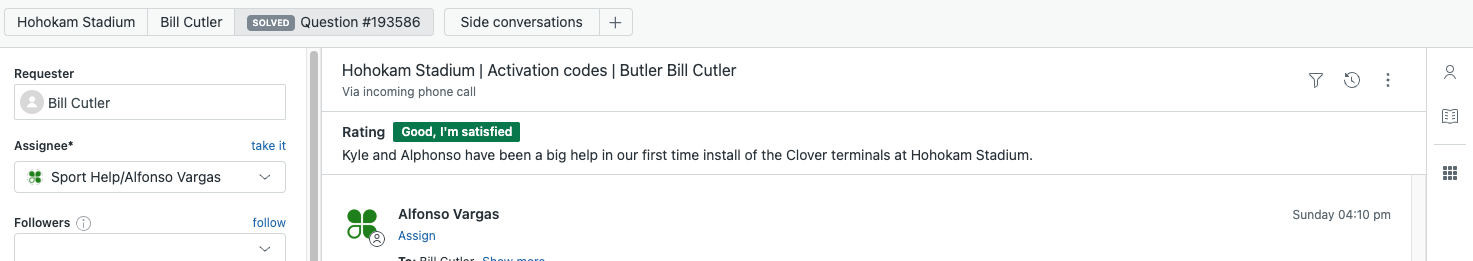 Hohokam Stadium
Bill Cutler
SOLVED Question #193586
Side conversations
+
Requester
Bill Cutler
Assignee*
take it
Sport Help/Alfonso Vargas
Followers
follow
Hohokam Stadium | Activation codes | Butler Bill Cutler
Via incoming phone call
Rating Good, I'm satisfied
Kyle and Alphonso have been a big help in our first time install of the Clover terminals at Hohokam Stadium.
Alfonso Vargas
Sunday 04:10 pm
Assign
To: Bill Cutler Show more